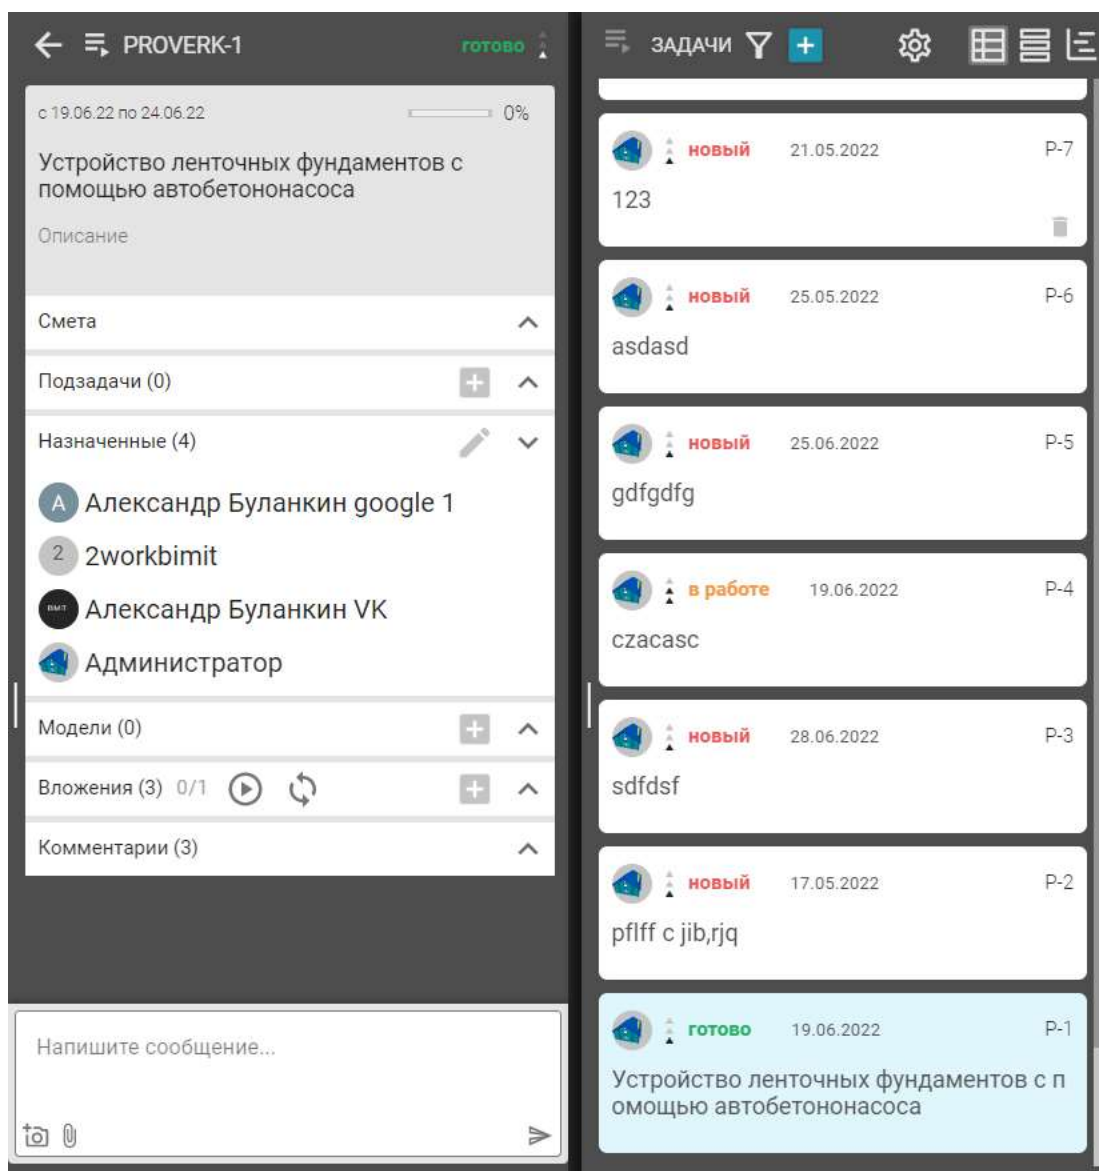 PROVERK-1
готово
с 19.06.22 по 24.06.22
0%
Устройство ленточных фундаментов с
помощью автобетононасоса
Описание
Смета
Подзадачи (0)
Назначенные (4)
A
Александр Буланкин google 1
2
2workbimit
Александр Буланкин VK
Администратор
Модели (0)
Вложения (3) 0/1
Комментарии (3)
Напишите сообщение...
ЗАДАЧИ
новый 21.05.2022 P-7
123
новый 25.05.2022 P-6
asdasd
новый 25.06.2022 P-5
gdfgdfg
в работе 19.06.2022 P-4
czacasc
новый 28.06.2022 P-3
sdfdsf
новый 17.05.2022 P-2
pflff c jib,rjq
готово 19.06.2022 P-1
Устройство ленточных фундаментов с п
омощью автобетононасоса